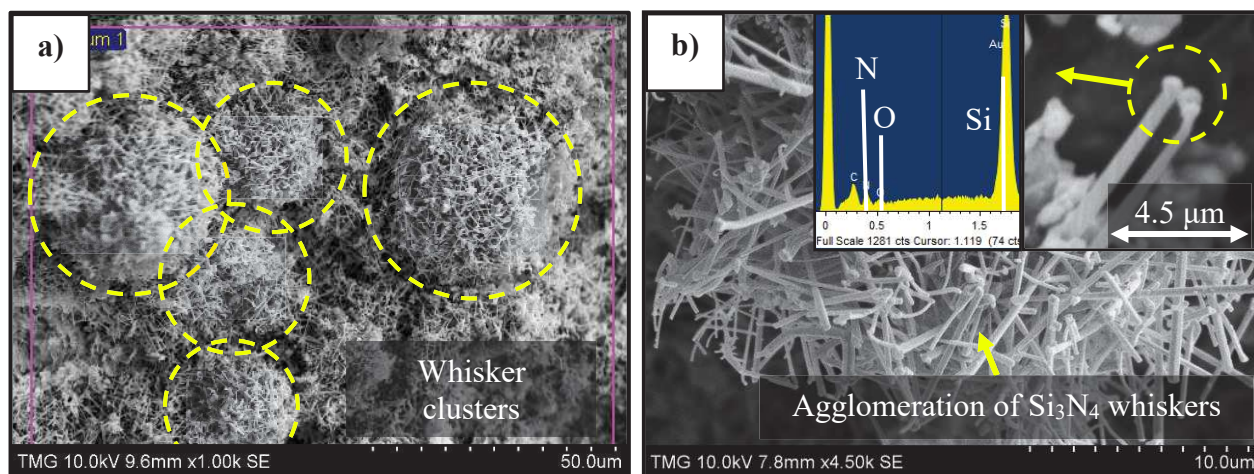 a)
um 1
Whisker
clusters
TMG 10.0kV 9.6mm x1.00k SE
50.0um
b)
N
O
Si
S
Au
C
0
0.5
1
1.5
Full Scale 1281 cts Cursor: 1.119 (74 cts
4.5 μm
Agglomeration of Si₃N₄ whiskers
TMG 10.0kV 7.8mm x4.50k SE
10.0um